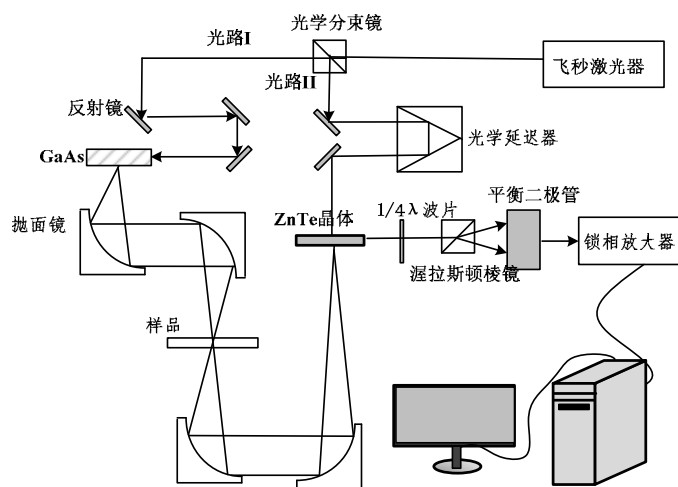 光学分束镜
光路I
飞秒激光器
光路II
反射镜
光学延迟器
GaAs
平衡二极管
1/4λ波片
ZnTe晶体
抛面镜
锁相放大器
渥拉斯顿棱镜
样品